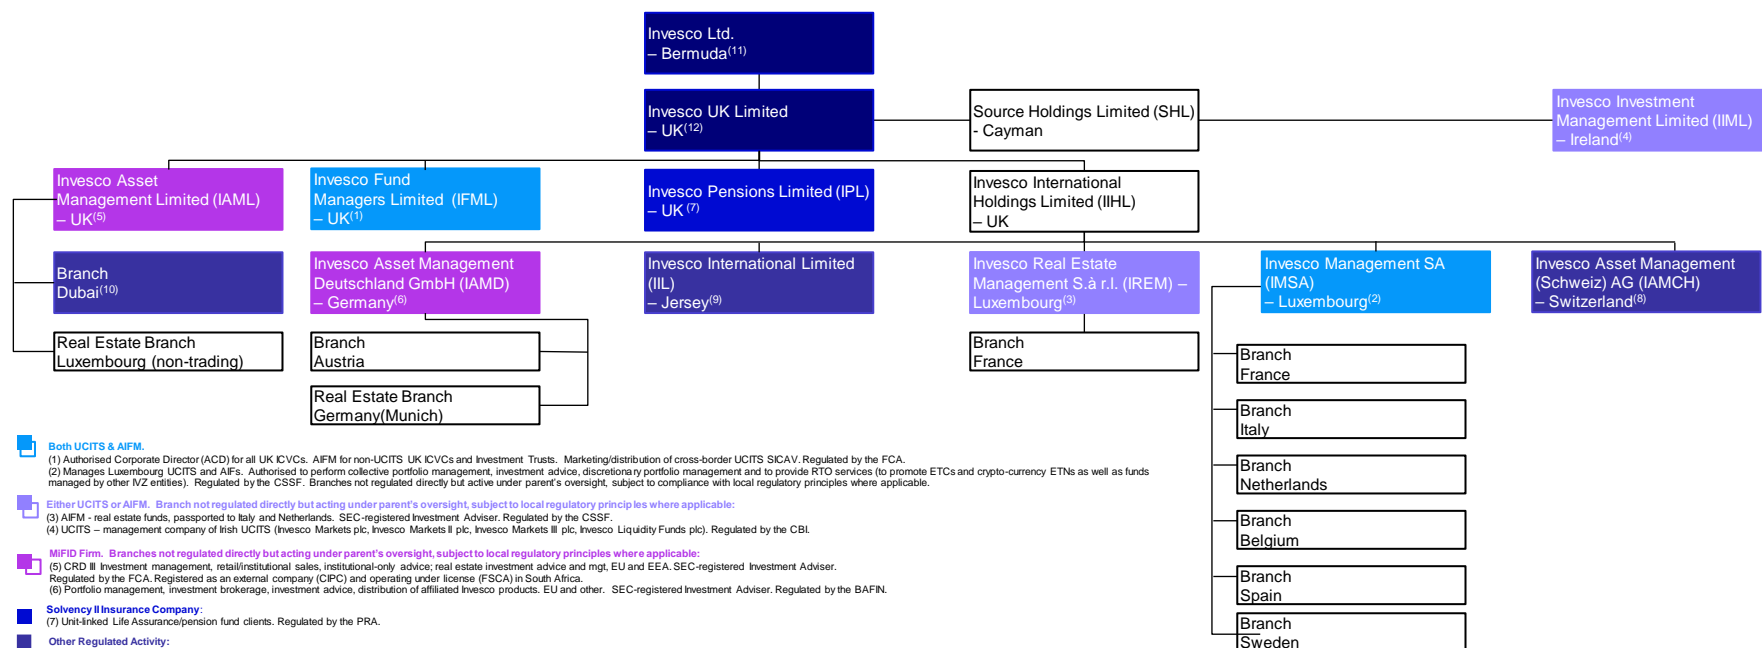 Invesco Ltd.
– Bermuda(11)
Invesco UK Limited
– UK(12)
Source Holdings Limited (SHL)
- Cayman
Invesco Investment
Management Limited (IIML)
– Ireland(4)
Invesco Asset
Management Limited (IAML)
– UK(5)
Invesco Fund
Managers Limited (IFML)
– UK(1)
Invesco Pensions Limited (IPL)
– UK (7)
Invesco International
Holdings Limited (IIHL)
– UK
Branch
Dubai(10)
Invesco Asset Management
Deutschland GmbH (IAMD)
– Germany(6)
Invesco International Limited
(IIL)
– Jersey(9)
Invesco Real Estate
Management S.à r.l. (IREM) –
Luxembourg(3)
Invesco Management SA
(IMSA)
– Luxembourg(2)
Invesco Asset Management
(Schweiz) AG (IAMCH)
– Switzerland(8)
Real Estate Branch
Luxembourg (non-trading)
Branch
Austria
Branch
France
Real Estate Branch
Germany(Munich)
Branch
France
Branch
Italy
Branch
Netherlands
Branch
Belgium
Branch
Spain
Branch
Sweden
Both UCITS & AIFM.
(1) Authorised Corporate Director (ACD) for all UK ICVCs. AIFM for non-UCITS UK ICVCs and Investment Trusts. Marketing/distribution of cross-border UCITS SICAV. Regulated by the FCA.
(2) Manages Luxembourg UCITS and AIFs. Authorised to perform collective portfolio management, investment advice, discretionary portfolio management and to provide RTO services (to promote ETCs and crypto-currency ETNs as well as funds
managed by other IVZ entities). Regulated by the CSSF. Branches not regulated directly but active under parent's oversight, subject to compliance with local regulatory principles where applicable.
Either UCITS or AIFM. Branch not regulated directly but acting under parent's oversight, subject to local regulatory principles where applicable:
(3) AIFM - real estate funds, passported to Italy and Netherlands. SEC-registered Investment Adviser. Regulated by the CSSF.
(4) UCITS – management company of Irish UCITS (Invesco Markets plc, Invesco Markets II plc, Invesco Markets III plc, Invesco Liquidity Funds plc). Regulated by the CBI.
MiFID Firm. Branches not regulated directly but acting under parent's oversight, subject to local regulatory principles where applicable:
(5) CRD III Investment management, retail/institutional sales, institutional-only advice; real estate investment advice and mgt, EU and EEA. SEC-registered Investment Adviser.
Regulated by the FCA. Registered as an external company (CIPC) and operating under license (FSCA) in South Africa.
(6) Portfolio management, investment brokerage, investment advice, distribution of affiliated Invesco products. EU and other. SEC-registered Investment Adviser. Regulated by the BAFIN.
Solvency II Insurance Company:
(7) Unit-linked Life Assurance/pension fund clients. Regulated by the PRA.
Other Regulated Activity: